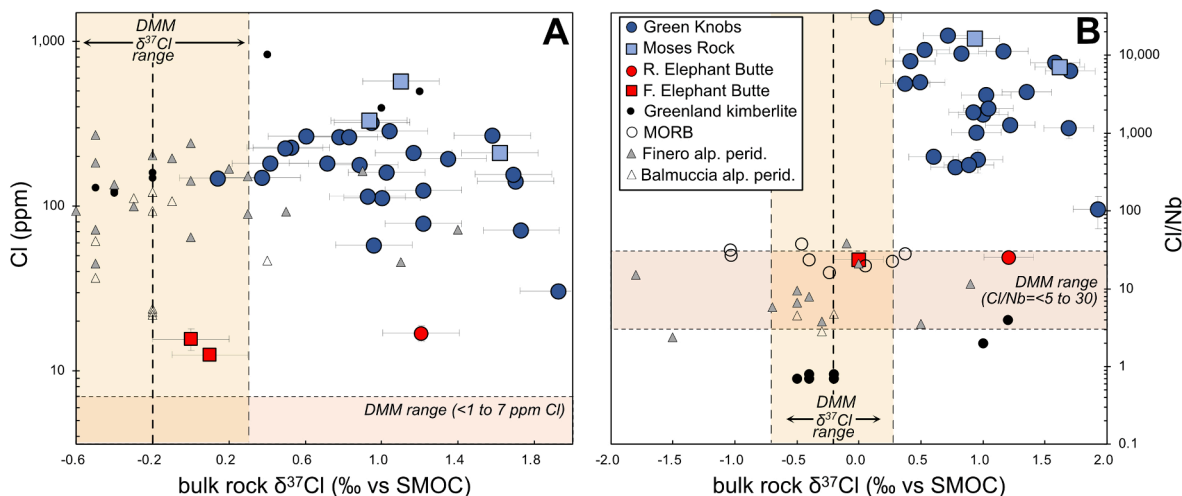 A
DMM
δ³⁷Cl
range
1,000
100
10
Cl (ppm)
DMM range (<1 to 7 ppm Cl)
-0.6
-0.2
0.2
0.6
1.0
1.4
1.8
bulk rock δ³⁷Cl (‰ vs SMOC)
B
Green Knobs
Moses Rock
R. Elephant Butte
F. Elephant Butte
Greenland kimberlite
MORB
Finero alp. perid.
Balmuccia alp. perid.
10,000
1,000
100
10
1
0.1
Cl/Nb
DMM range
(Cl/Nb=<5 to 30)
DMM
δ³⁷Cl
range
-2.0
-1.5
-1.0
-0.5
0.0
0.5
1.0
1.5
2.0
bulk rock δ³⁷Cl (‰ vs SMOC)